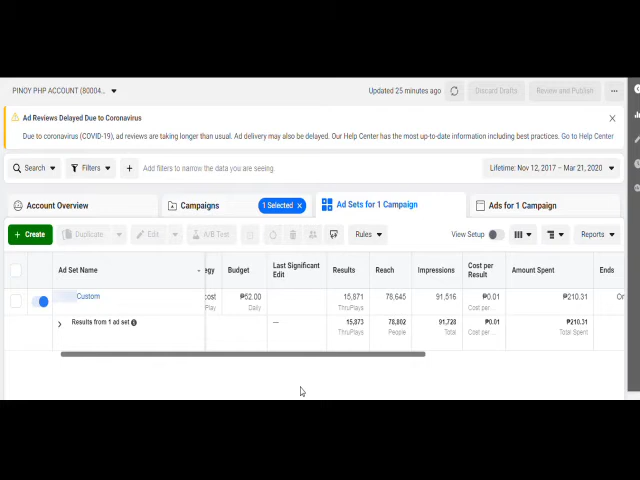 PINOY PHP ACCOUNT (80004...
Updated 25 minutes ago
Discard Drafts
Review and Publish
Ad Reviews Delayed Due to Coronavirus
Due to coronavirus (COVID-19), ad reviews are taking longer than usual. Ad delivery may also be delayed. Our Help Center has the most up-to-date information including best practices. Go to Help Center
Search Filters + Add filters to narrow the data you are seeing Lifetime: Nov 12, 2017 – Mar 21, 2020
Account Overview Campaigns 1 Selected × Ad Sets for 1 Campaign Ads for 1 Campaign
+ Create Duplicate Edit A/B Test Rules View Setup Reports
Ad Set Name egy Budget Last Significant Edit Results Reach Impressions Cost per Result Amount Spent Ends
Custom cost ₱52.00 15,871 78,645 91,516 ₱0.01 ₱210.31 On
Play Daily ThruPlays Cost per...
Results from 1 ad set — 15,873 78,802 91,728 ₱0.01 ₱210.31
ThruPlays People Total Cost per... Total Spent